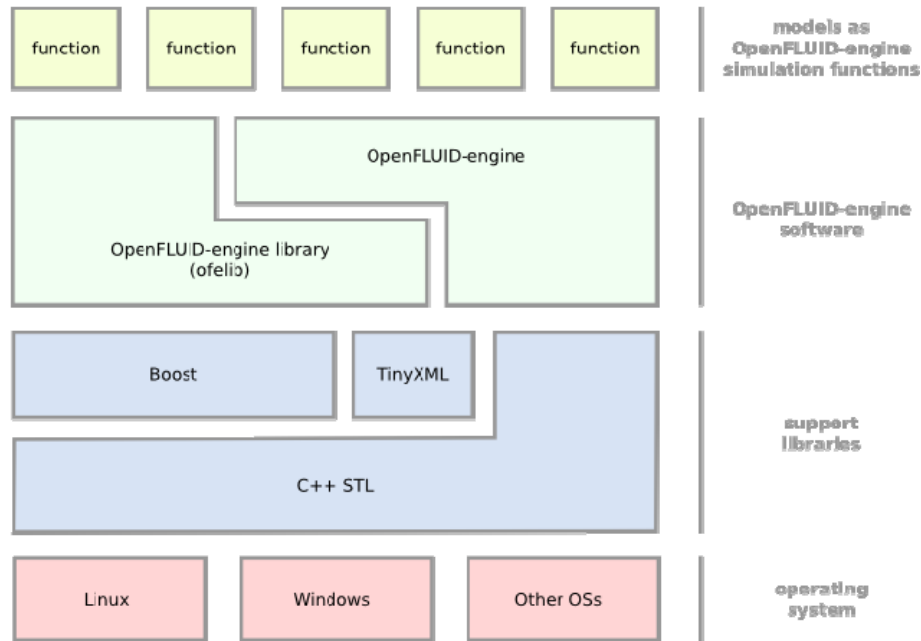 function
function
function
function
function
models as
OpenFLUID-engine
simulation functions
OpenFLUID-engine
OpenFLUID-engine library
(ofelib)
OpenFLUID-engine
software
Boost
TinyXML
C++ STL
support
libraries
Linux
Windows
Other OSs
operating
system